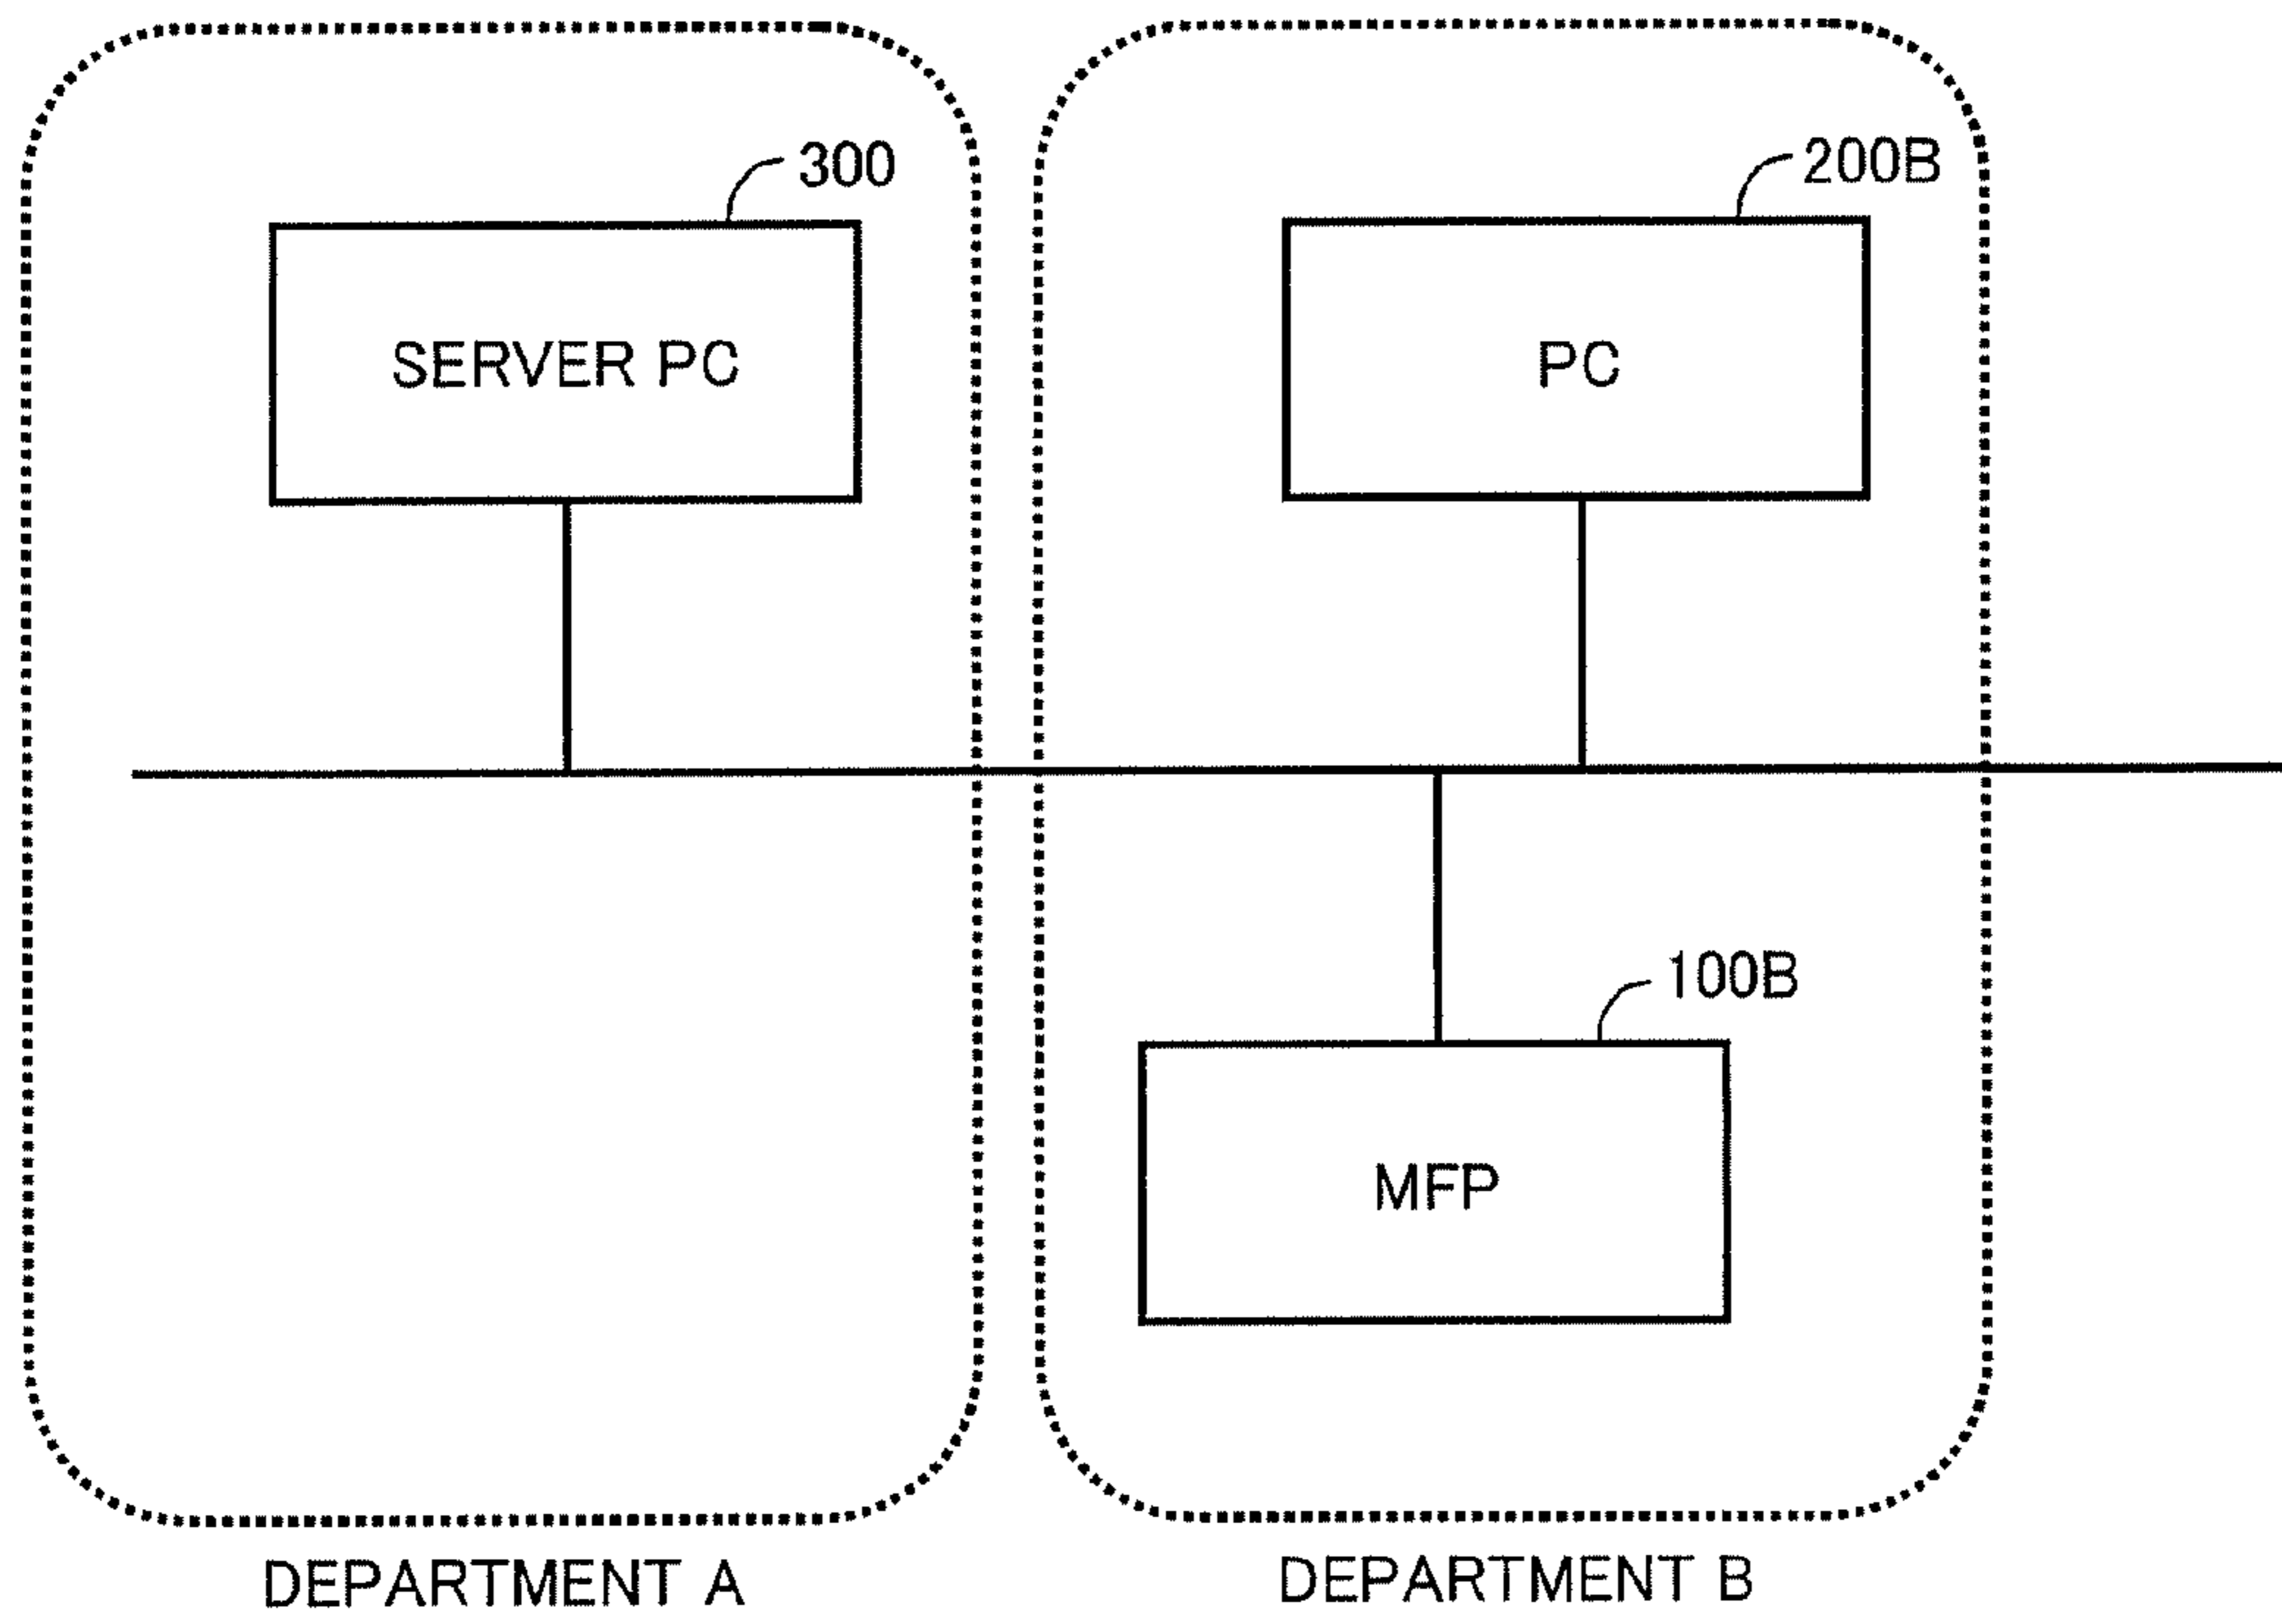 300
200B
SERVER PC
PC
100B
MFP
DEPARTMENT A
DEPARTMENT B